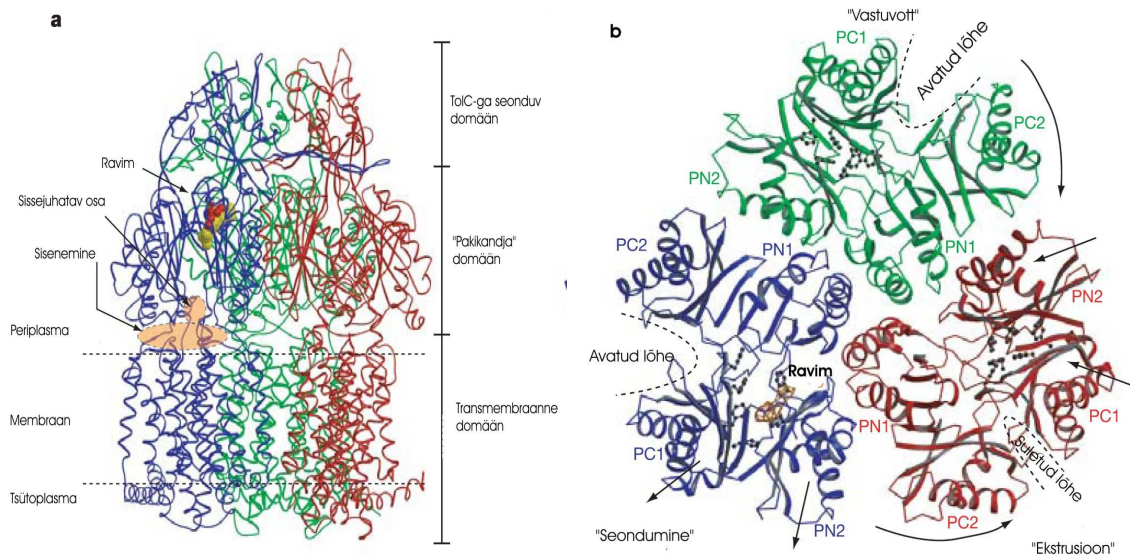 a
TolC-ga seonduv
domään
Ravim
Sissejuhatav osa
Sisenemine
"Pakikandja"
domään
Periplasma
Membraan
Transmembraanne
domään
Tsütoplasma
b
"Vastuvott"
PC1
Avatud lõhe
PC2
PN2
PN1
PC2
PN1
PN2
Avatud lõhe
Ravim
PC1
PN1
PC1
Suletud lõhe
PN2
PC2
"Seondumine"
"Ekstrusioon"